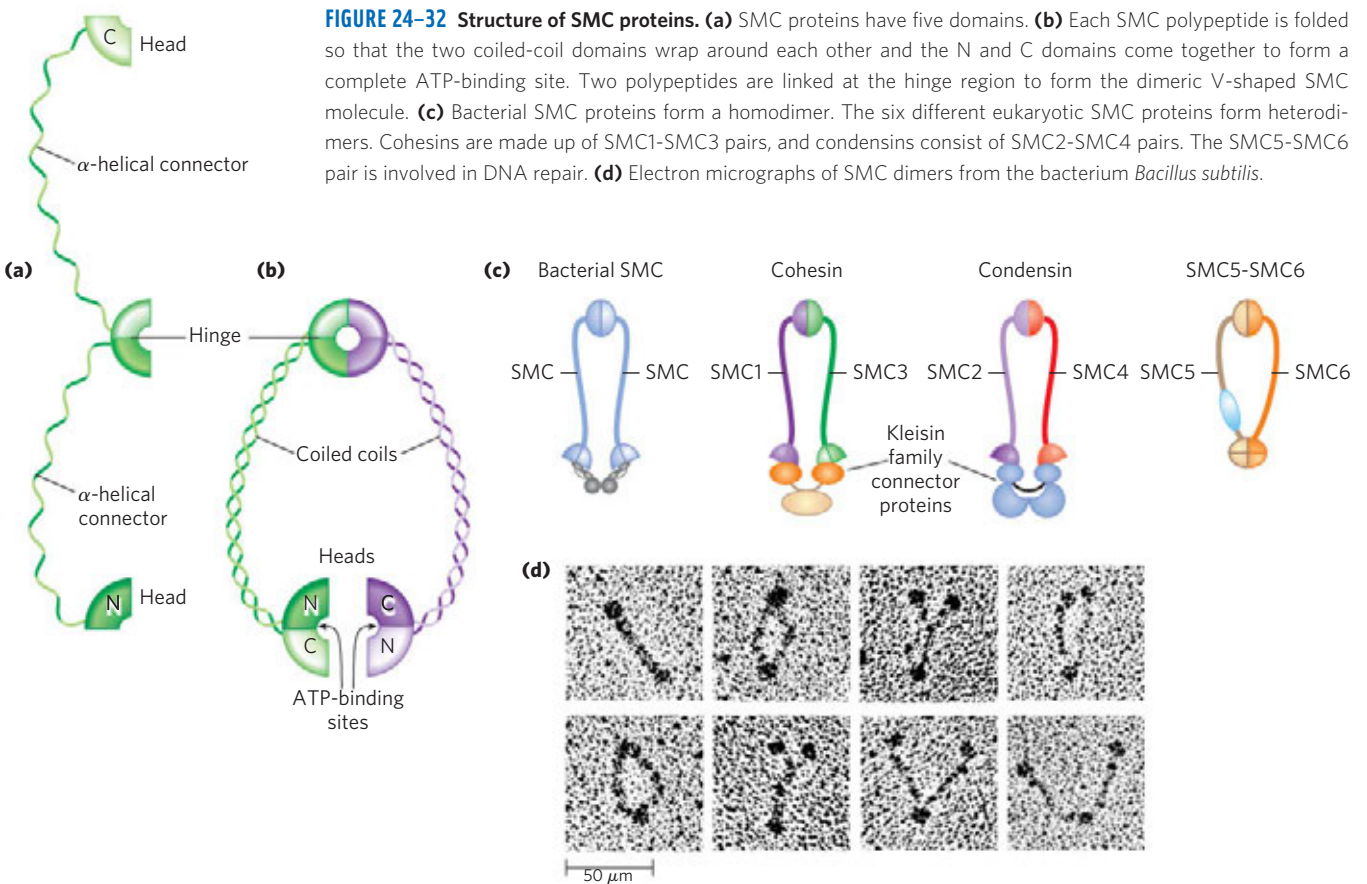 FIGURE 24–32 Structure of SMC proteins. (a) SMC proteins have five domains. (b) Each SMC polypeptide is folded
so that the two coiled-coil domains wrap around each other and the N and C domains come together to form a
complete ATP-binding site. Two polypeptides are linked at the hinge region to form the dimeric V-shaped SMC
molecule. (c) Bacterial SMC proteins form a homodimer. The six different eukaryotic SMC proteins form heterodi-
mers. Cohesins are made up of SMC1-SMC3 pairs, and condensins consist of SMC2-SMC4 pairs. The SMC5-SMC6
pair is involved in DNA repair. (d) Electron micrographs of SMC dimers from the bacterium Bacillus subtilis.
(a)
C
Head
α-helical connector
Hinge
α-helical
connector
N
Head
(b)
Coiled coils
Heads
N
C
C
N
ATP-binding
sites
(c)
Bacterial SMC
Cohesin
Condensin
SMC5-SMC6
SMC
SMC
SMC1
SMC3
SMC2
SMC4
SMC5
SMC6
Kleisin
family
connector
proteins
(d)
50 μm